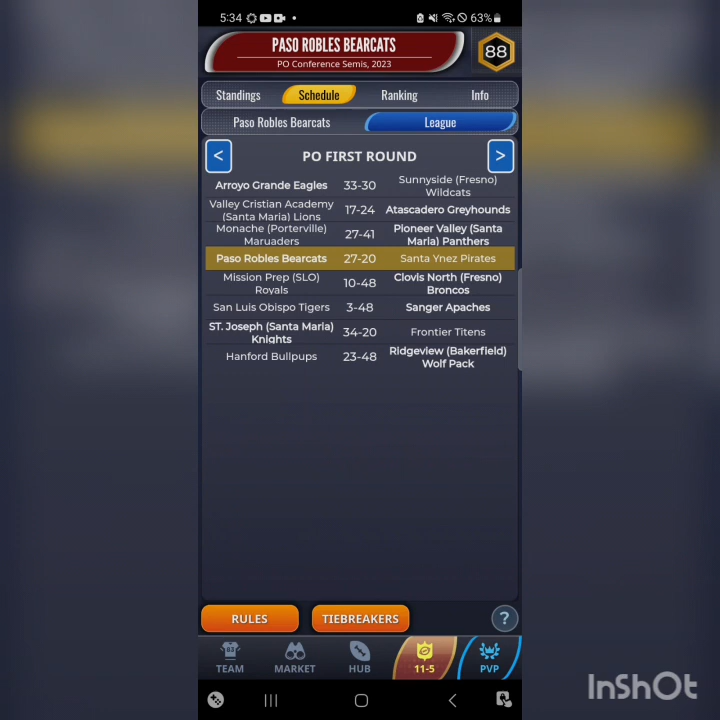 5:34 63%
PASO ROBLES BEARCATS
PO Conference Semis, 2023
88
Standings Schedule Ranking Info
Paso Robles Bearcats League
< PO FIRST ROUND >
Arroyo Grande Eagles 33-30 Sunnyside (Fresno) Wildcats
Valley Cristian Academy (Santa Maria) Lions 17-24 Atascadero Greyhounds
Monache (Porterville) Maruaders 27-41 Pioneer Valley (Santa Maria) Panthers
Paso Robles Bearcats 27-20 Santa Ynez Pirates
Mission Prep (SLO) Royals 10-48 Clovis North (Fresno) Broncos
San Luis Obispo Tigers 3-48 Sanger Apaches
ST. Joseph (Santa Maria) Knights 34-20 Frontier Titens
Hanford Bullpups 23-48 Ridgeview (Bakerfield) Wolf Pack
RULES TIEBREAKERS ?
83
TEAM MARKET HUB 11-5 PVP
InShOt